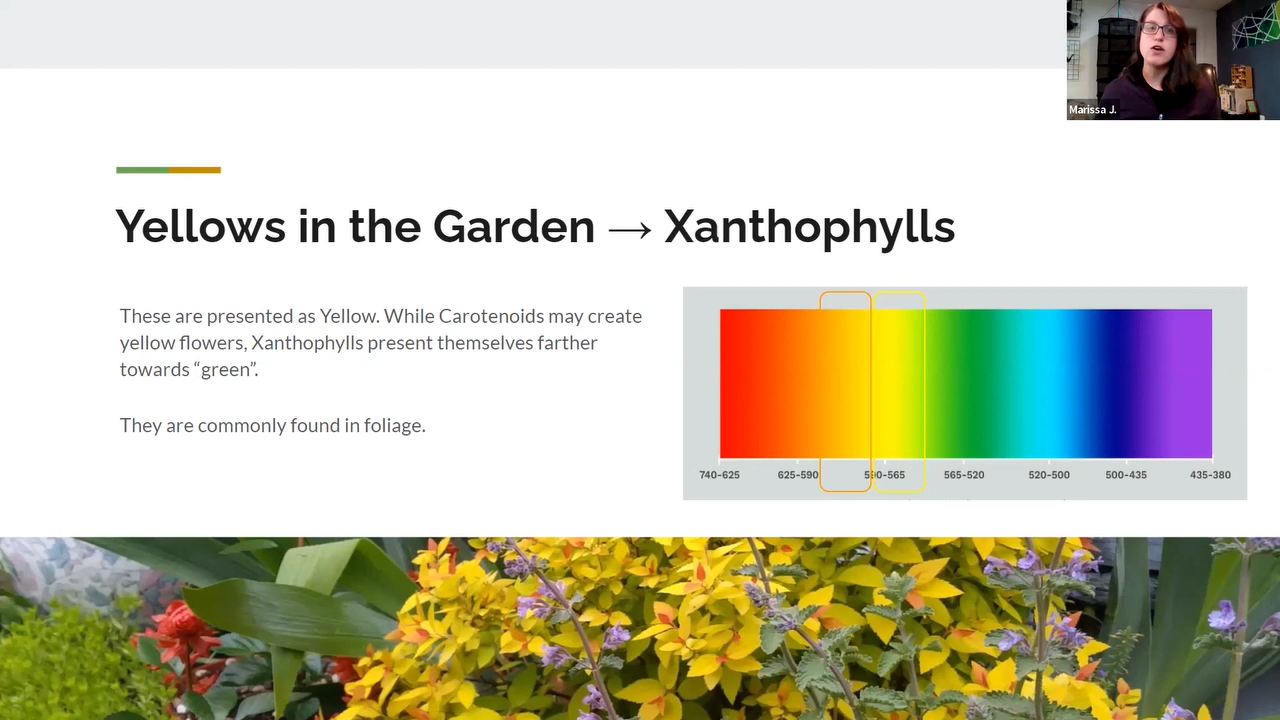 Marissa J.
Yellows in the Garden → Xanthophylls
These are presented as Yellow. While Carotenoids may create
yellow flowers, Xanthophylls present themselves farther
towards “green”.
They are commonly found in foliage.
740-625 625-590 590-565 565-520 520-500 500-435 435-380